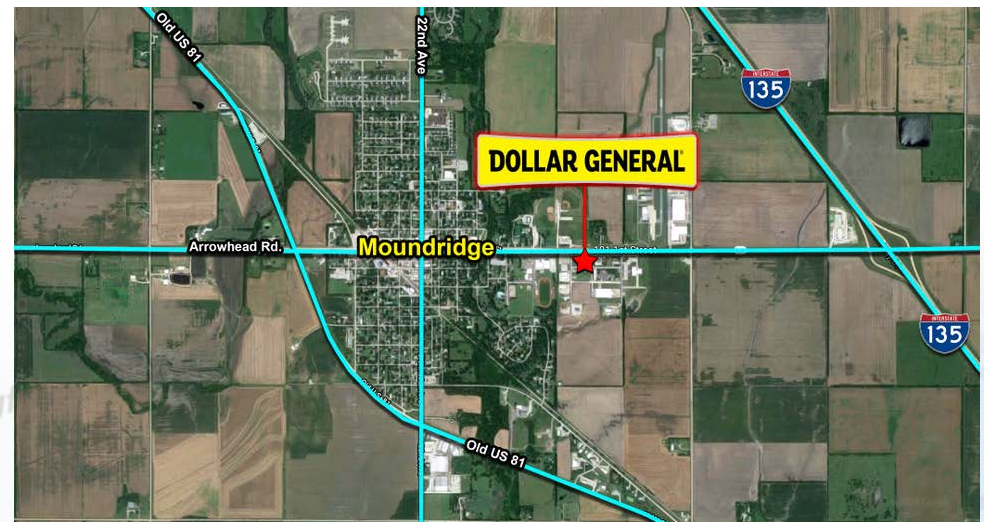 Old US 81
22nd Ave
INTERSTATE
135
DOLLAR GENERAL
Arrowhead Rd.
Moundridge
INTERSTATE
135
Old US 81